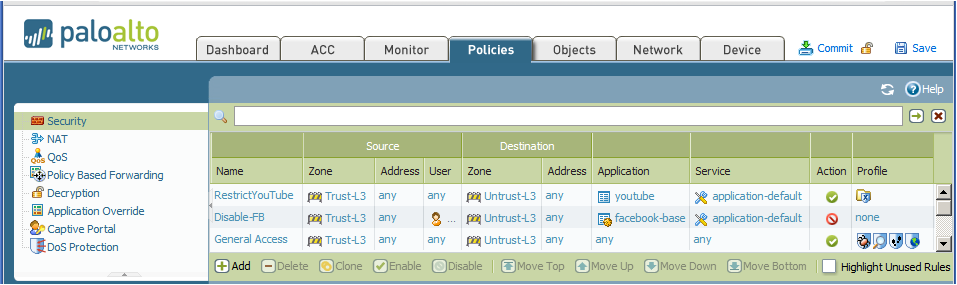 paloalto
NETWORKS
Dashboard ACC Monitor Policies Objects Network Device Commit Save
Help
Security
NAT
QoS
Policy Based Forwarding
Decryption
Application Override
Captive Portal
DoS Protection
Source Destination
Name Zone Address User Zone Address Application Service Action Profile
RestrictYouTube Trust-L3 any any Untrust-L3 any youtube application-default
Disable-FB Trust-L3 any ... Untrust-L3 any facebook-base application-default none
General Access Trust-L3 any any Untrust-L3 any any any
Add Delete Clone Enable Disable Move Top Move Up Move Down Move Bottom Highlight Unused Rules